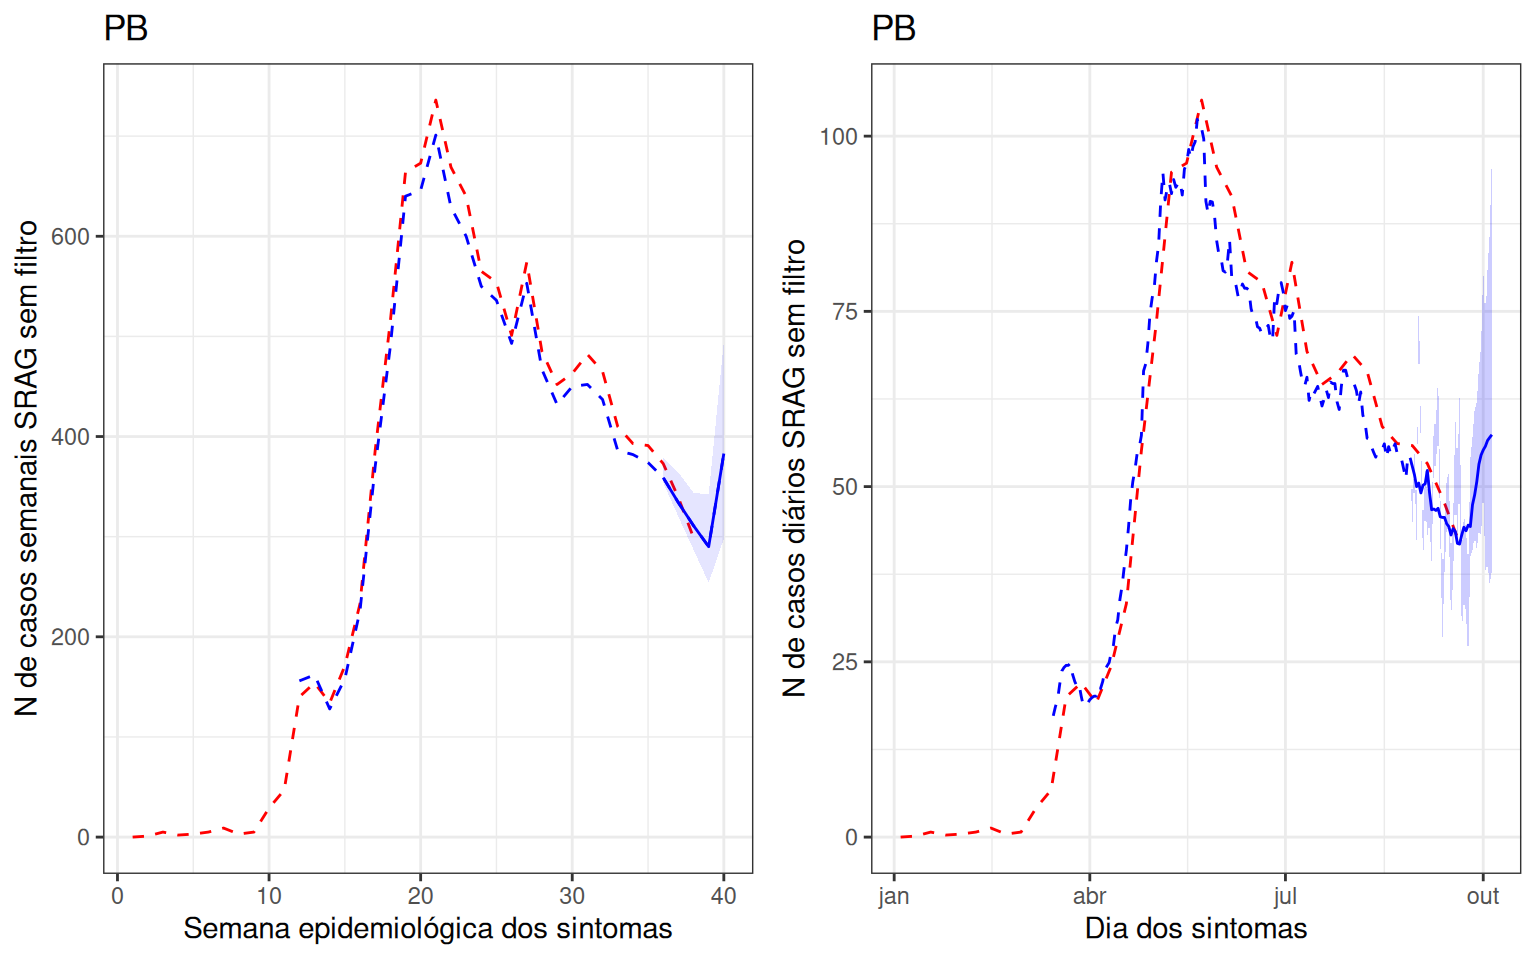 PB
N de casos semanais SRAG sem filtro
600
400
200
0
0 10 20 30 40
Semana epidemiológica dos sintomas
PB
N de casos diários SRAG sem filtro
100
75
50
25
0
jan abr jul out
Dia dos sintomas